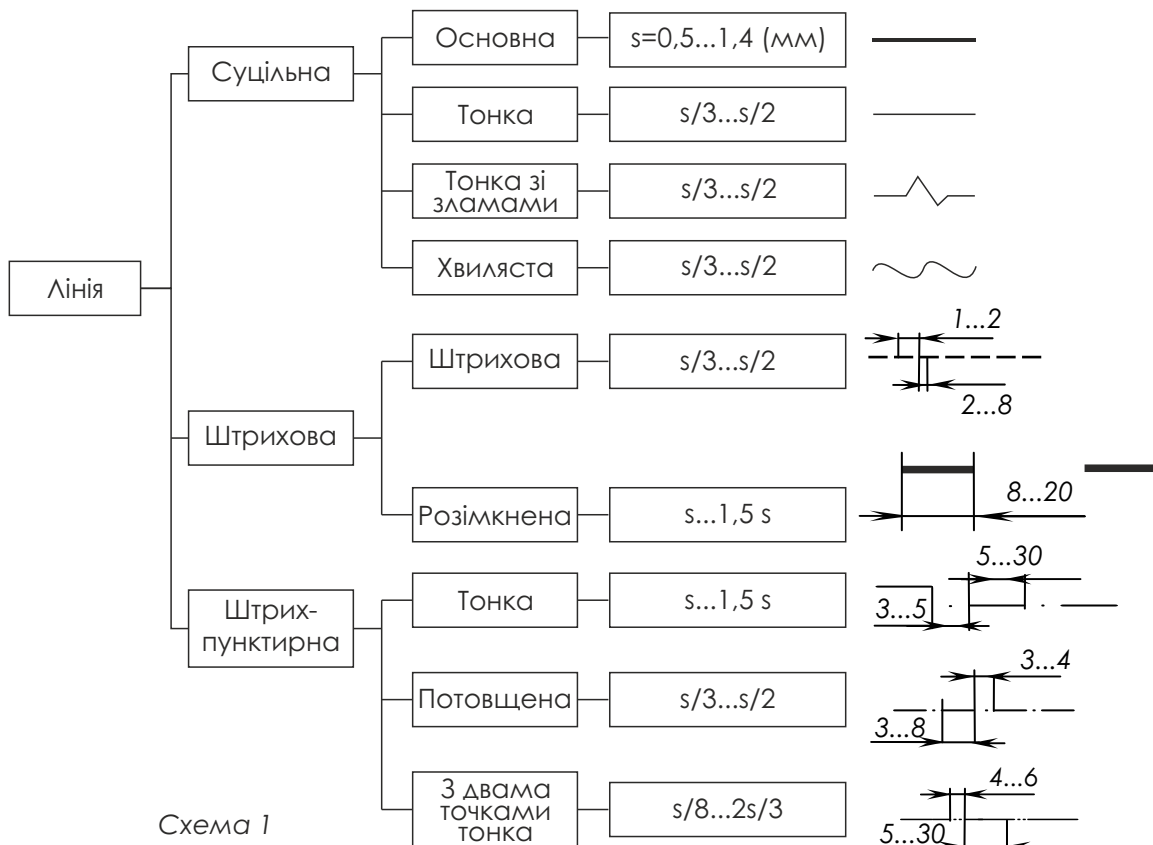 Лінія
Суцільна
Основна
s=0,5...1,4 (мм)
Тонка
s/3...s/2
Тонка зі
зламами
s/3...s/2
Хвиляста
s/3...s/2
Штрихова
Штрихова
s/3...s/2
1...2
2...8
Розімкнена
s...1,5 s
8...20
Штрих-
пунктирна
Тонка
s...1,5 s
5...30
3...5
Потовщена
s/3...s/2
3...4
3...8
З двама
точками
тонка
s/8...2s/3
4...6
5...30
Схема 1